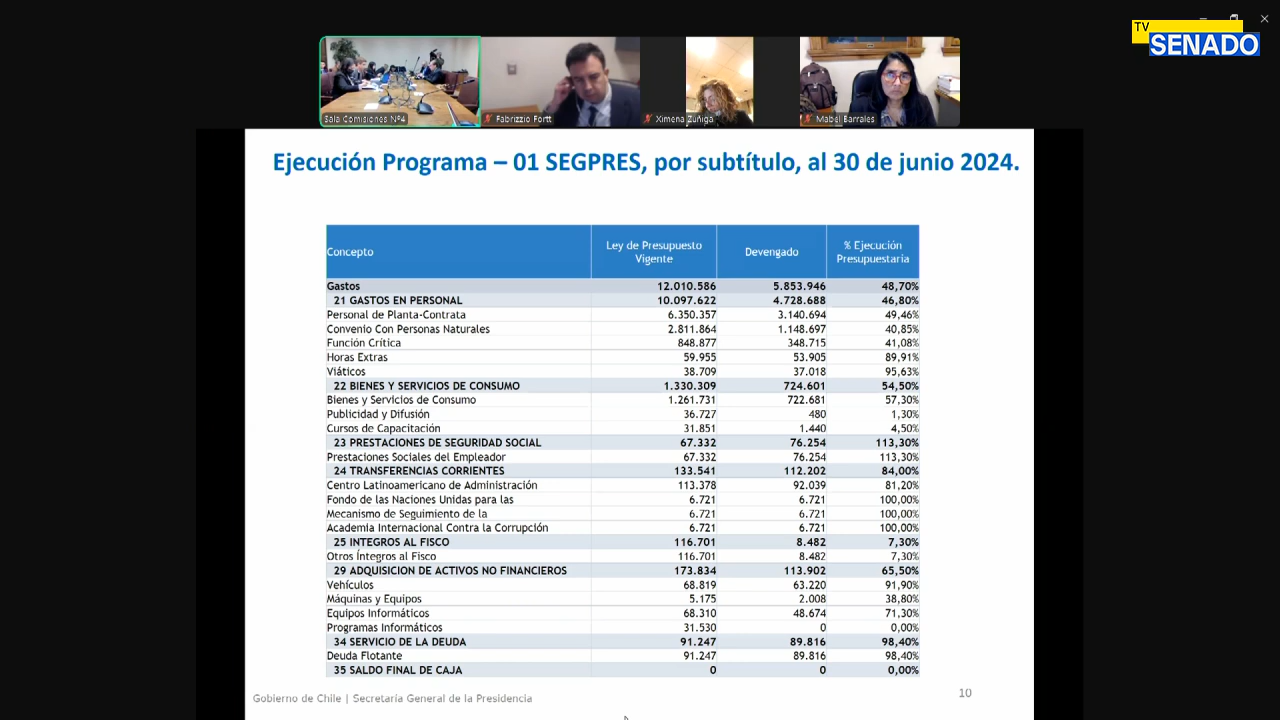 TV
SENADO
Sala Comisiones Nº4
Fabrizzio Fortt
Ximena Zúñiga
Mabel Barrales
Ejecución Programa – 01 SEGPRES, por subtítulo, al 30 de junio 2024.
Concepto Ley de Presupuesto Vigente Devengado % Ejecución Presupuestaria
Gastos 12.010.586 5.853.946 48,70%
21 GASTOS EN PERSONAL 10.097.622 4.728.688 46,80%
Personal de Planta-Contrata 6.350.357 3.140.694 49,46%
Convenio Con Personas Naturales 2.811.864 1.148.697 40,85%
Función Crítica 848.877 348.715 41,08%
Horas Extras 59.955 53.905 89,91%
Viáticos 38.709 37.018 95,63%
22 BIENES Y SERVICIOS DE CONSUMO 1.330.309 724.601 54,50%
Bienes y Servicios de Consumo 1.261.731 722.681 57,30%
Publicidad y Difusión 36.727 480 1,30%
Cursos de Capacitación 31.851 1.440 4,50%
23 PRESTACIONES DE SEGURIDAD SOCIAL 67.332 76.254 113,30%
Prestaciones Sociales del Empleador 67.332 76.254 113,30%
24 TRANSFERENCIAS CORRIENTES 133.541 112.202 84,00%
Centro Latinoamericano de Administración 113.378 92.039 81,20%
Fondo de las Naciones Unidas para las 6.721 6.721 100,00%
Mecanismo de Seguimiento de la 6.721 6.721 100,00%
Academia Internacional Contra la Corrupción 6.721 6.721 100,00%
25 INTEGROS AL FISCO 116.701 8.482 7,30%
Otros Íntegros al Fisco 116.701 8.482 7,30%
29 ADQUISICION DE ACTIVOS NO FINANCIEROS 173.834 113.902 65,50%
Vehículos 68.819 63.220 91,90%
Máquinas y Equipos 5.175 2.008 38,80%
Equipos Informáticos 68.310 48.674 71,30%
Programas Informáticos 31.530 0 0,00%
34 SERVICIO DE LA DEUDA 91.247 89.816 98,40%
Deuda Flotante 91.247 89.816 98,40%
35 SALDO FINAL DE CAJA 0 0 0,00%
Gobierno de Chile | Secretaría General de la Presidencia
10